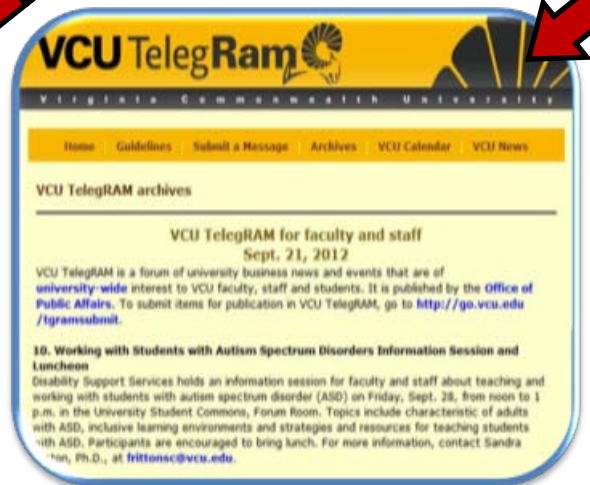 VCU TelegRam
Virginia Commonwealth University
Home Guidelines Submit a Message Archives VCU Calendar VCU News
VCU TelegRAM archives
VCU TelegRAM for faculty and staff
Sept. 21, 2012
VCU TelegRAM is a forum of university business news and events that are of
university-wide interest to VCU faculty, staff and students. It is published by the Office of
Public Affairs. To submit items for publication in VCU TelegRAM, go to http://go.vcu.edu
/tgramsubmit.
10. Working with Students with Autism Spectrum Disorders Information Session and
Luncheon
Disability Support Services holds an information session for faculty and staff about teaching and
working with students with autism spectrum disorder (ASD) on Friday, Sept. 28, from noon to 1
p.m. in the University Student Commons, Forum Room. Topics include characteristic of adults
with ASD, inclusive learning environments and strategies and resources for teaching students
with ASD. Participants are encouraged to bring lunch. For more information, contact Sandra
Ph.D., at frittonsc@vcu.edu.